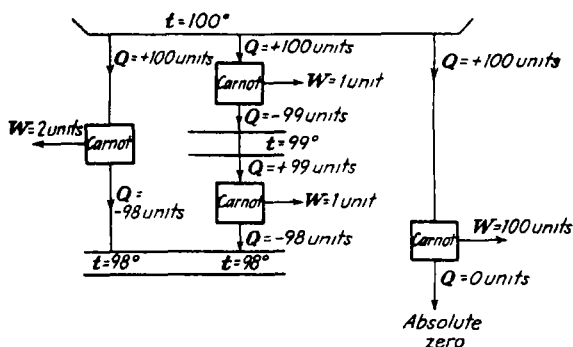 t=100°
Q=+100 units
Q=+100 units
Q=+100 units
Carnot
W=1 unit
Q=-99 units
W=2 units
Carnot
t=99°
Q=+99 units
Q=
-98 units
Carnot
W=1 unit
Q=-98 units
t=98°
t=98°
Carnot
W=100 units
Q=0 units
Absolute
zero